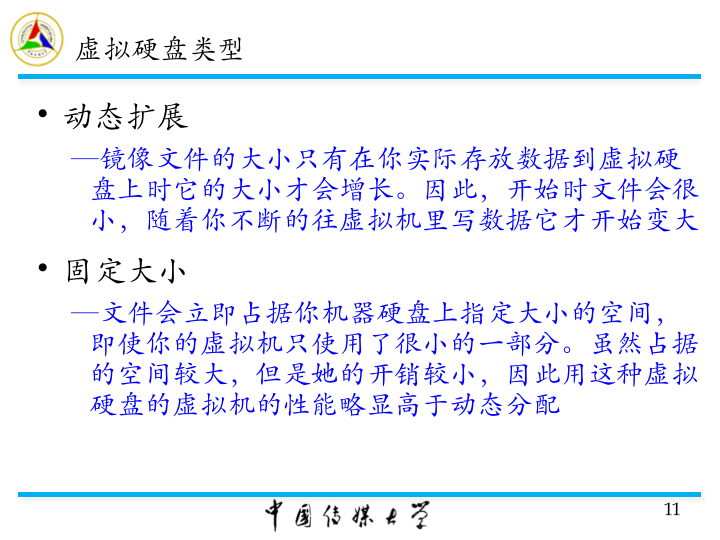 虚拟硬盘类型
• 动态扩展
—镜像文件的大小只有在你实际存放数据到虚拟硬
盘上时它的大小才会增长。因此，开始时文件会很
小，随着你不断的往虚拟机里写数据它才开始变大
• 固定大小
—文件会立即占据你机器硬盘上指定大小的空间，
即使你的虚拟机只使用了很小的一部分。虽然占据
的空间较大，但是她的开销较小，因此用这种虚拟
硬盘的虚拟机的性能略显高于动态分配
中国传媒大学
11